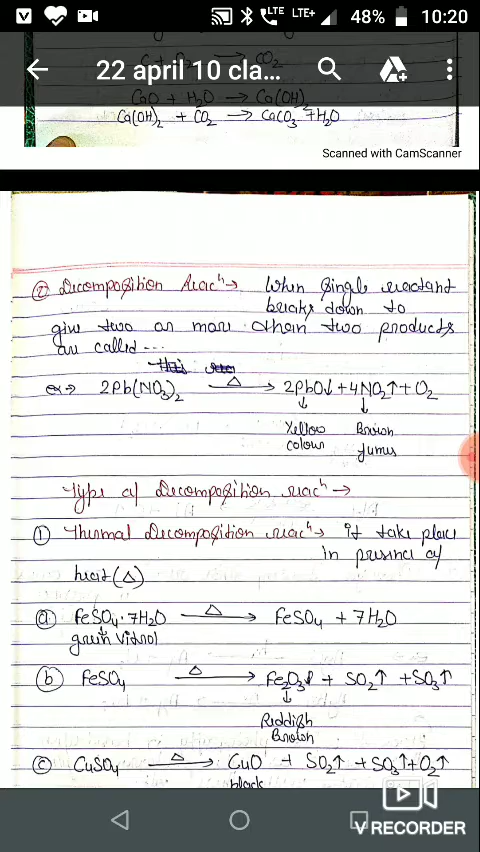 LTE LTE+ 48% 10:20
22 april 10 cla...
CO₂
CaO + H₂O → Ca(OH)₂
Ca(OH)₂ + CO₂ → CaCO₃ + H₂O
Scanned with CamScanner
② Decomposition Reacⁿ → When single reactant
breaks down to
give two or more than two products
are called ...
ex → 2Pb(NO₃)₂ —Δ→ 2PbO↓ + 4NO₂↑ + O₂
Yellow Brown
colour fumes
Type of Decomposition reacⁿ →
① Thermal Decomposition reacⁿ → it take place
in presence of
heat (Δ)
ⓐ FeSO₄·7H₂O —Δ→ FeSO₄ + 7H₂O
green vitriol
ⓑ FeSO₄ —Δ→ Fe₂O₃↓ + SO₂↑ + SO₃↑
Reddish
Brown
ⓒ CuSO₄ —Δ→ CuO + SO₂↑ + SO₃↑ + O₂↑
black
V RECORDER